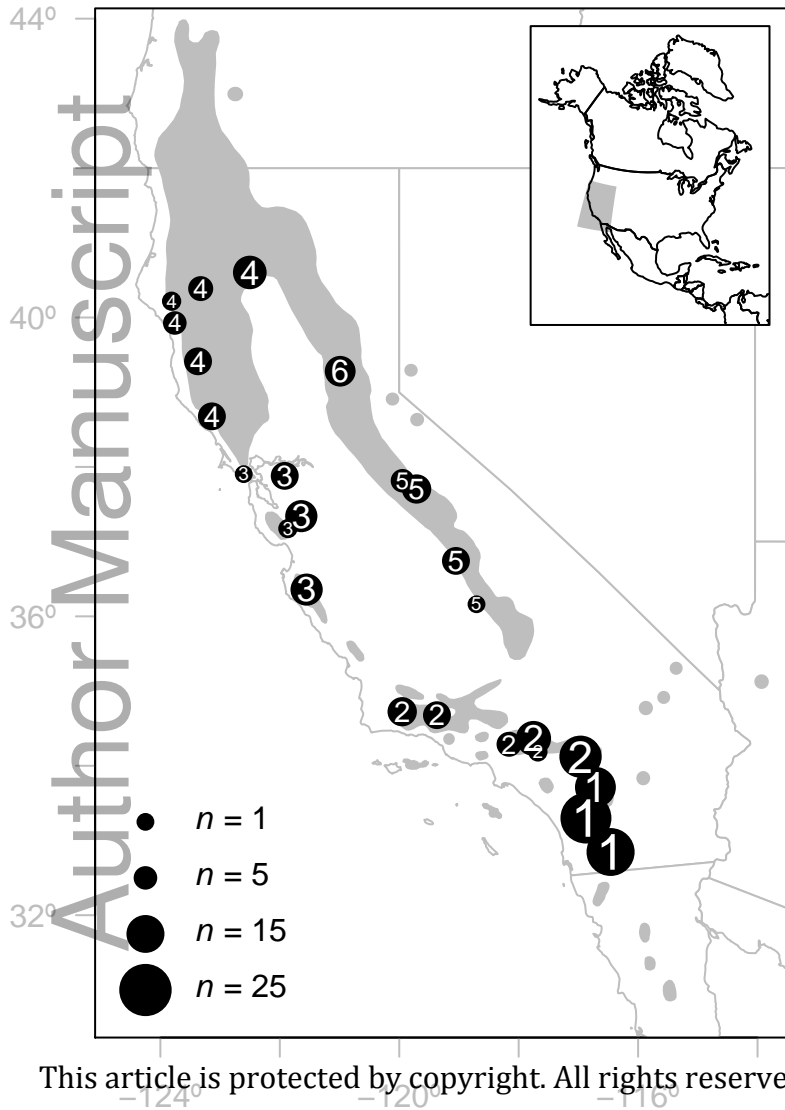 44º
40º
36º
32º
−124º
−120º
−116º
Author Manuscript
4
4
4
4
4
4
6
3
3
3
3
3
5
5
5
5
2
2
2
2
2
2
1
1
1
n = 1
n = 5
n = 15
n = 25
This article is protected by copyright. All rights reserve